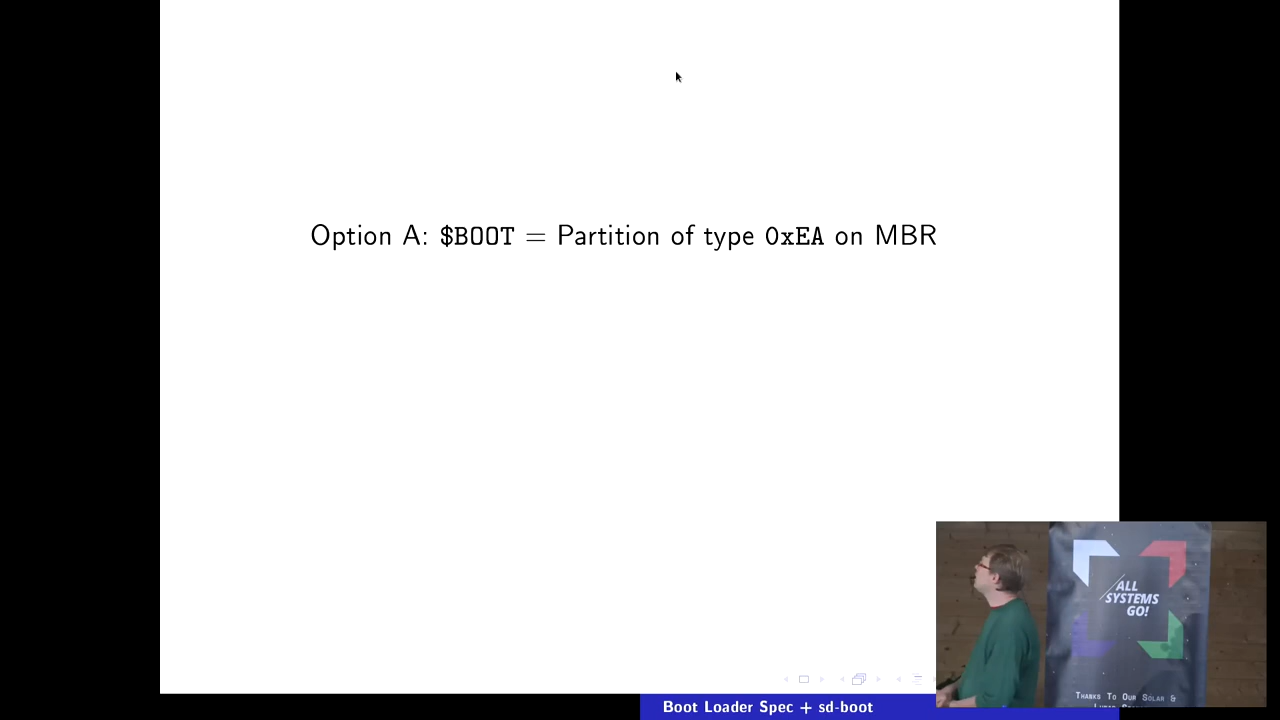 Option A: $BOOT = Partition of type 0xEA on MBR
ALL
SYSTEMS
GO!
Thanks To Our Solar &
Boot Loader Spec + sd-boot